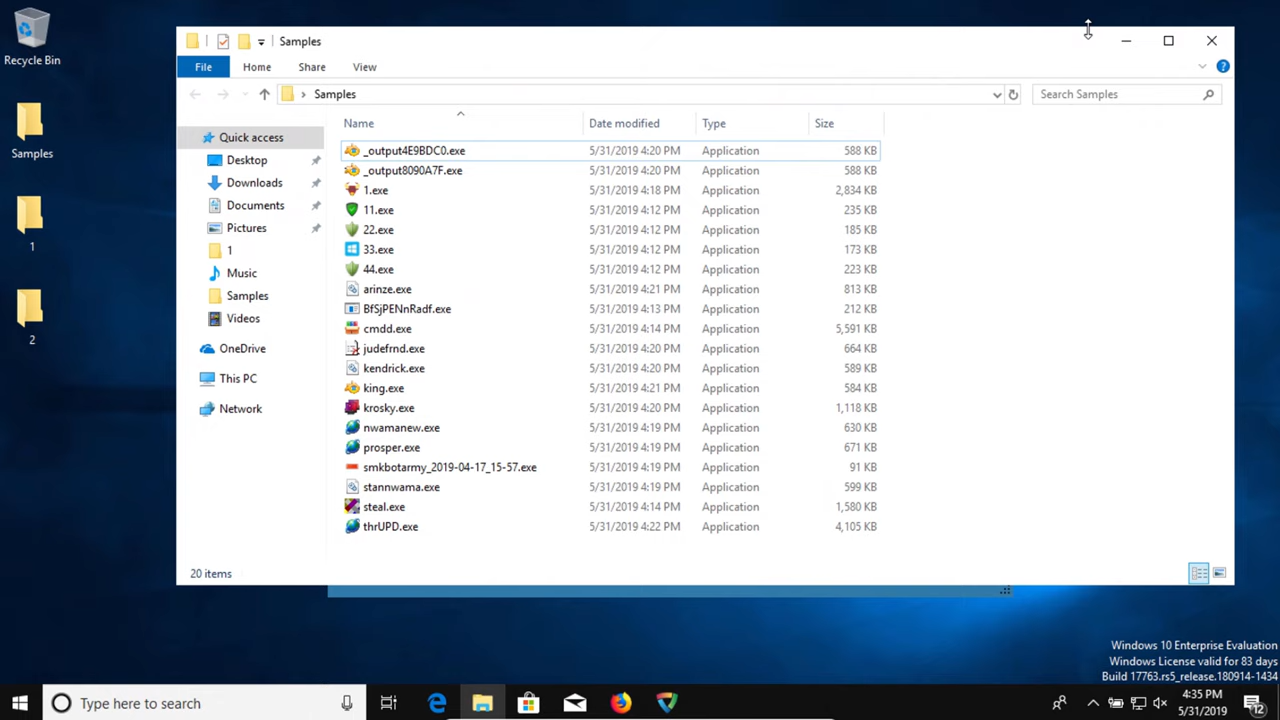 Recycle Bin
Samples
1
2
Samples
File Home Share View
Samples
Search Samples
Name Date modified Type Size
Quick access
Desktop
Downloads
Documents
Pictures
1
Music
Samples
Videos
OneDrive
This PC
Network
_output4E9BDC0.exe 5/31/2019 4:20 PM Application 588 KB
_output8090A7F.exe 5/31/2019 4:20 PM Application 588 KB
1.exe 5/31/2019 4:18 PM Application 2,834 KB
11.exe 5/31/2019 4:12 PM Application 235 KB
22.exe 5/31/2019 4:12 PM Application 185 KB
33.exe 5/31/2019 4:12 PM Application 173 KB
44.exe 5/31/2019 4:12 PM Application 223 KB
arinze.exe 5/31/2019 4:21 PM Application 813 KB
BfSjPENnRadf.exe 5/31/2019 4:13 PM Application 212 KB
cmdd.exe 5/31/2019 4:14 PM Application 5,591 KB
judefrnd.exe 5/31/2019 4:20 PM Application 664 KB
kendrick.exe 5/31/2019 4:20 PM Application 589 KB
king.exe 5/31/2019 4:21 PM Application 584 KB
krosky.exe 5/31/2019 4:20 PM Application 1,118 KB
nwamanew.exe 5/31/2019 4:19 PM Application 630 KB
prosper.exe 5/31/2019 4:19 PM Application 671 KB
smkbotarmy_2019-04-17_15-57.exe 5/31/2019 4:19 PM Application 91 KB
stannwama.exe 5/31/2019 4:19 PM Application 599 KB
steal.exe 5/31/2019 4:14 PM Application 1,580 KB
thrUPD.exe 5/31/2019 4:22 PM Application 4,105 KB
20 items
Windows 10 Enterprise Evaluation
Windows License valid for 83 days
Build 17763.rs5_release.180914-1434
Type here to search
4:35 PM
5/31/2019
12